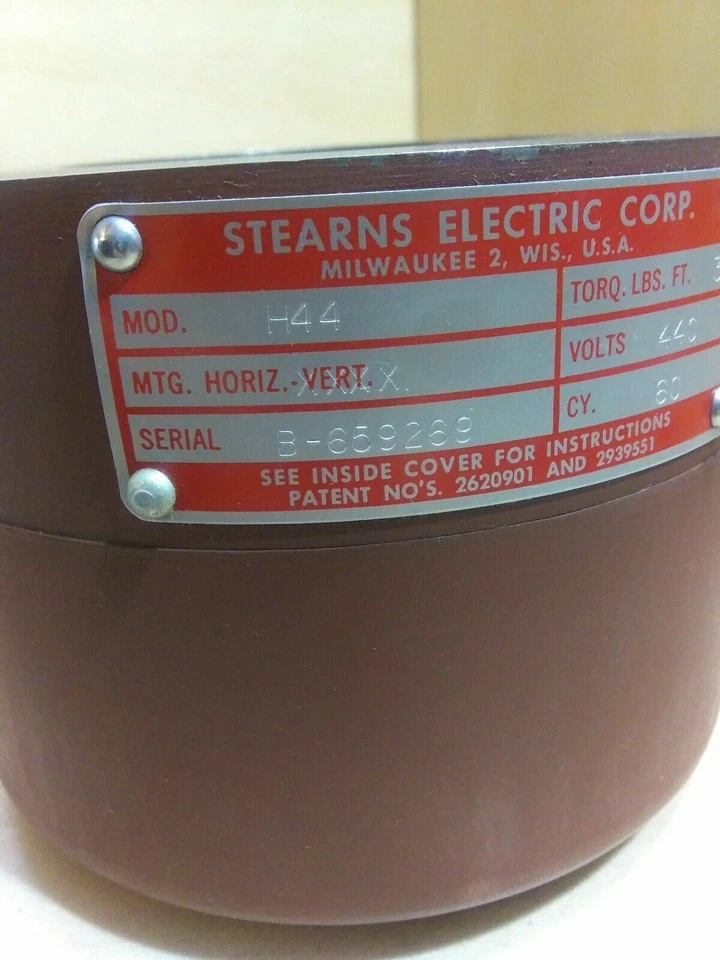 STEARNS ELECTRIC CORP.
MILWAUKEE 2, WIS., U.S.A.
MOD. H44
TORQ. LBS. FT. 3
MTG. HORIZ.-VERT. XXXX
VOLTS 440
SERIAL B-659269
CY. 60
SEE INSIDE COVER FOR INSTRUCTIONS
PATENT NO'S. 2620901 AND 2939551